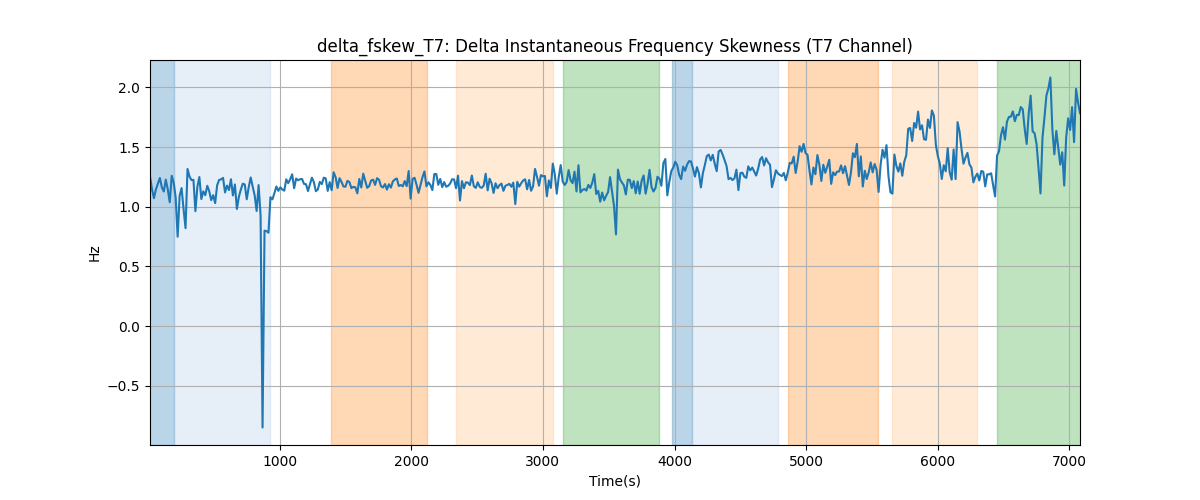 delta_fskew_T7: Delta Instantaneous Frequency Skewness (T7 Channel)
2.0
1.5
1.0
0.5
0.0
−0.5
Hz
1000 2000 3000 4000 5000 6000 7000
Time(s)